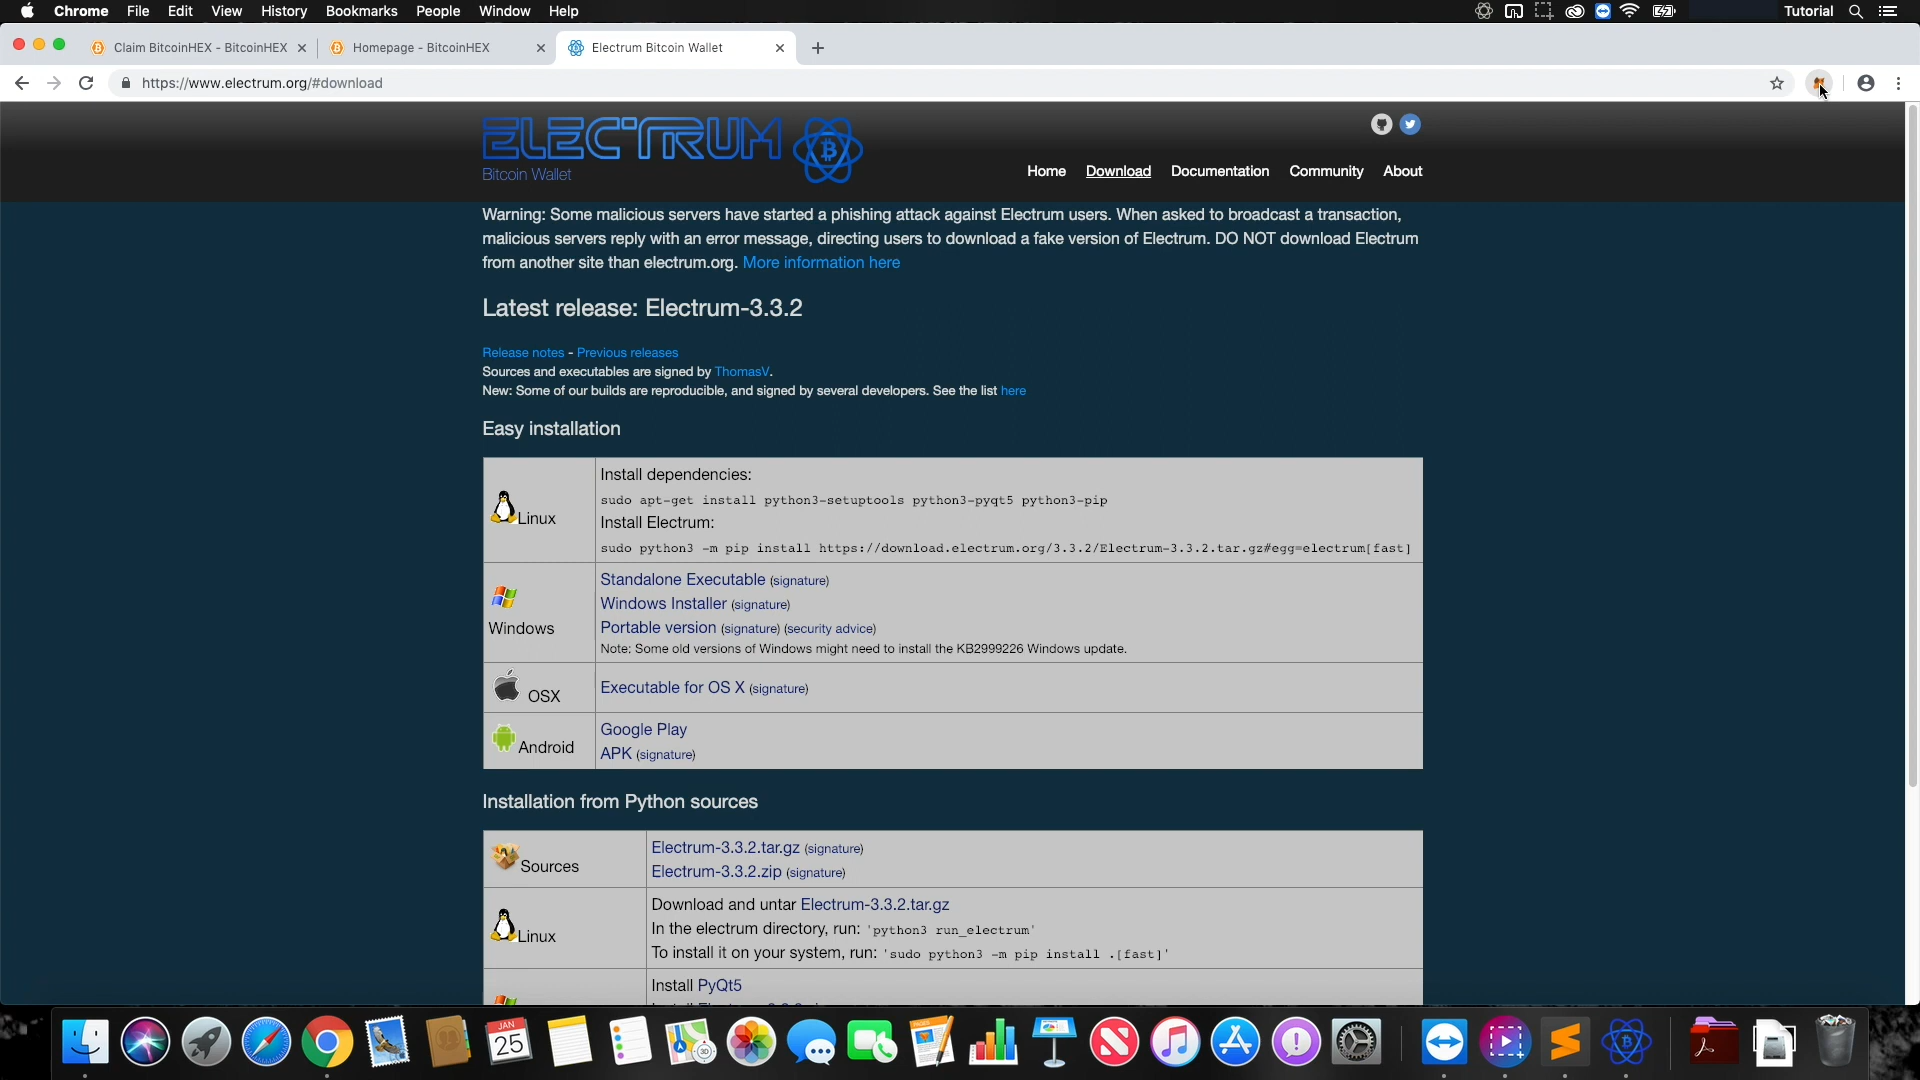 Chrome File Edit View History Bookmarks People Window Help Tutorial
Claim BitcoinHEX - BitcoinHEX Homepage - BitcoinHEX Electrum Bitcoin Wallet
https://www.electrum.org/#download
ELECTRUM
Bitcoin Wallet
Home Download Documentation Community About
Warning: Some malicious servers have started a phishing attack against Electrum users. When asked to broadcast a transaction,
malicious servers reply with an error message, directing users to download a fake version of Electrum. DO NOT download Electrum
from another site than electrum.org. More information here
Latest release: Electrum-3.3.2
Release notes - Previous releases
Sources and executables are signed by ThomasV.
New: Some of our builds are reproducible, and signed by several developers. See the list here
Easy installation
Linux
Install dependencies:
sudo apt-get install python3-setuptools python3-pyqt5 python3-pip
Install Electrum:
sudo python3 -m pip install https://download.electrum.org/3.3.2/Electrum-3.3.2.tar.gz#egg=electrum[fast]
Windows
Standalone Executable (signature)
Windows Installer (signature)
Portable version (signature) (security advice)
Note: Some old versions of Windows might need to install the KB2999226 Windows update.
OSX
Executable for OS X (signature)
Android
Google Play
APK (signature)
Installation from Python sources
Sources
Electrum-3.3.2.tar.gz (signature)
Electrum-3.3.2.zip (signature)
Linux
Download and untar Electrum-3.3.2.tar.gz
In the electrum directory, run: 'python3 run_electrum'
To install it on your system, run: 'sudo python3 -m pip install .[fast]'
Install PyQt5
JAN
25
3D